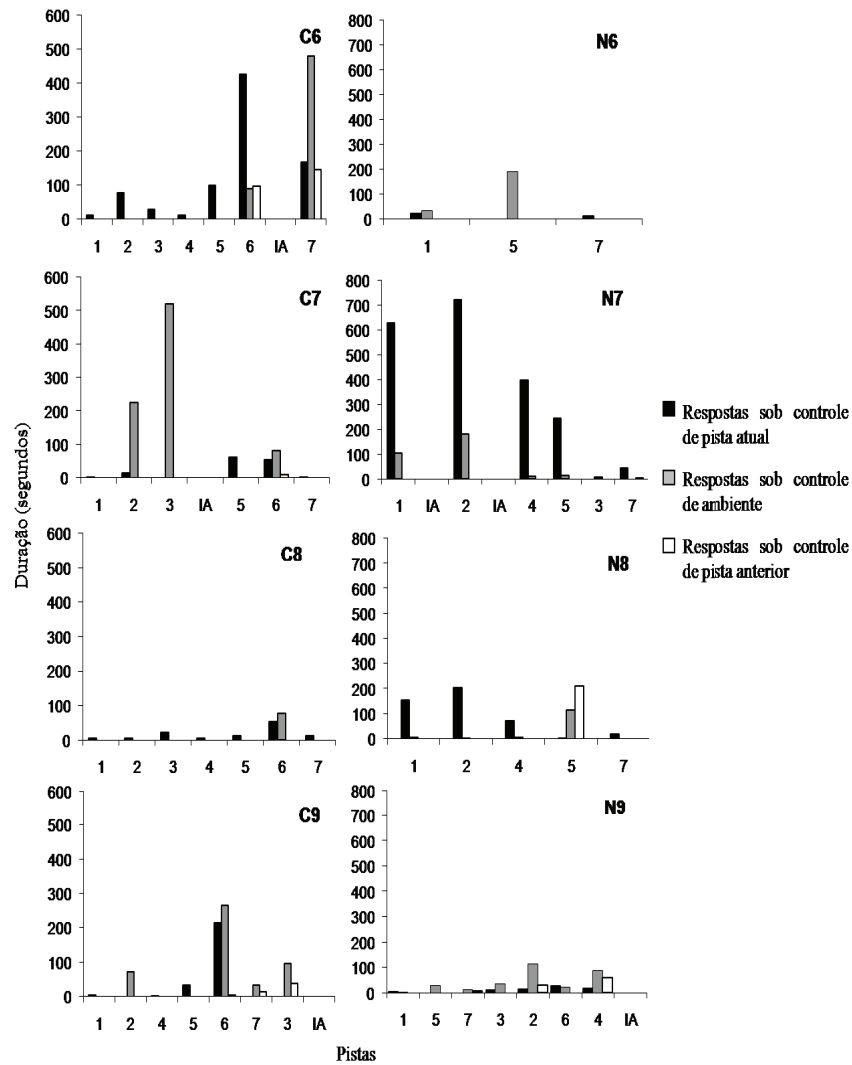 C6
600
500
400
300
200
100
0
1 2 3 4 5 6 IA 7
N6
800
700
600
500
400
300
200
100
0
1 5 7
C7
600
500
400
300
200
100
0
1 2 3 IA 5 6 7
N7
800
700
600
500
400
300
200
100
0
1 IA 2 IA 4 5 3 7
C8
600
500
400
300
200
100
0
1 2 3 4 5 6 7
N8
800
700
600
500
400
300
200
100
0
1 2 4 5 7
C9
600
500
400
300
200
100
0
1 2 4 5 6 7 3 IA
N9
800
700
600
500
400
300
200
100
0
1 5 7 3 2 6 4 IA
Duração (segundos)
Pistas
Respostas sob controle
de pista atual
Respostas sob controle
de ambiente
Respostas sob controle
de pista anterior